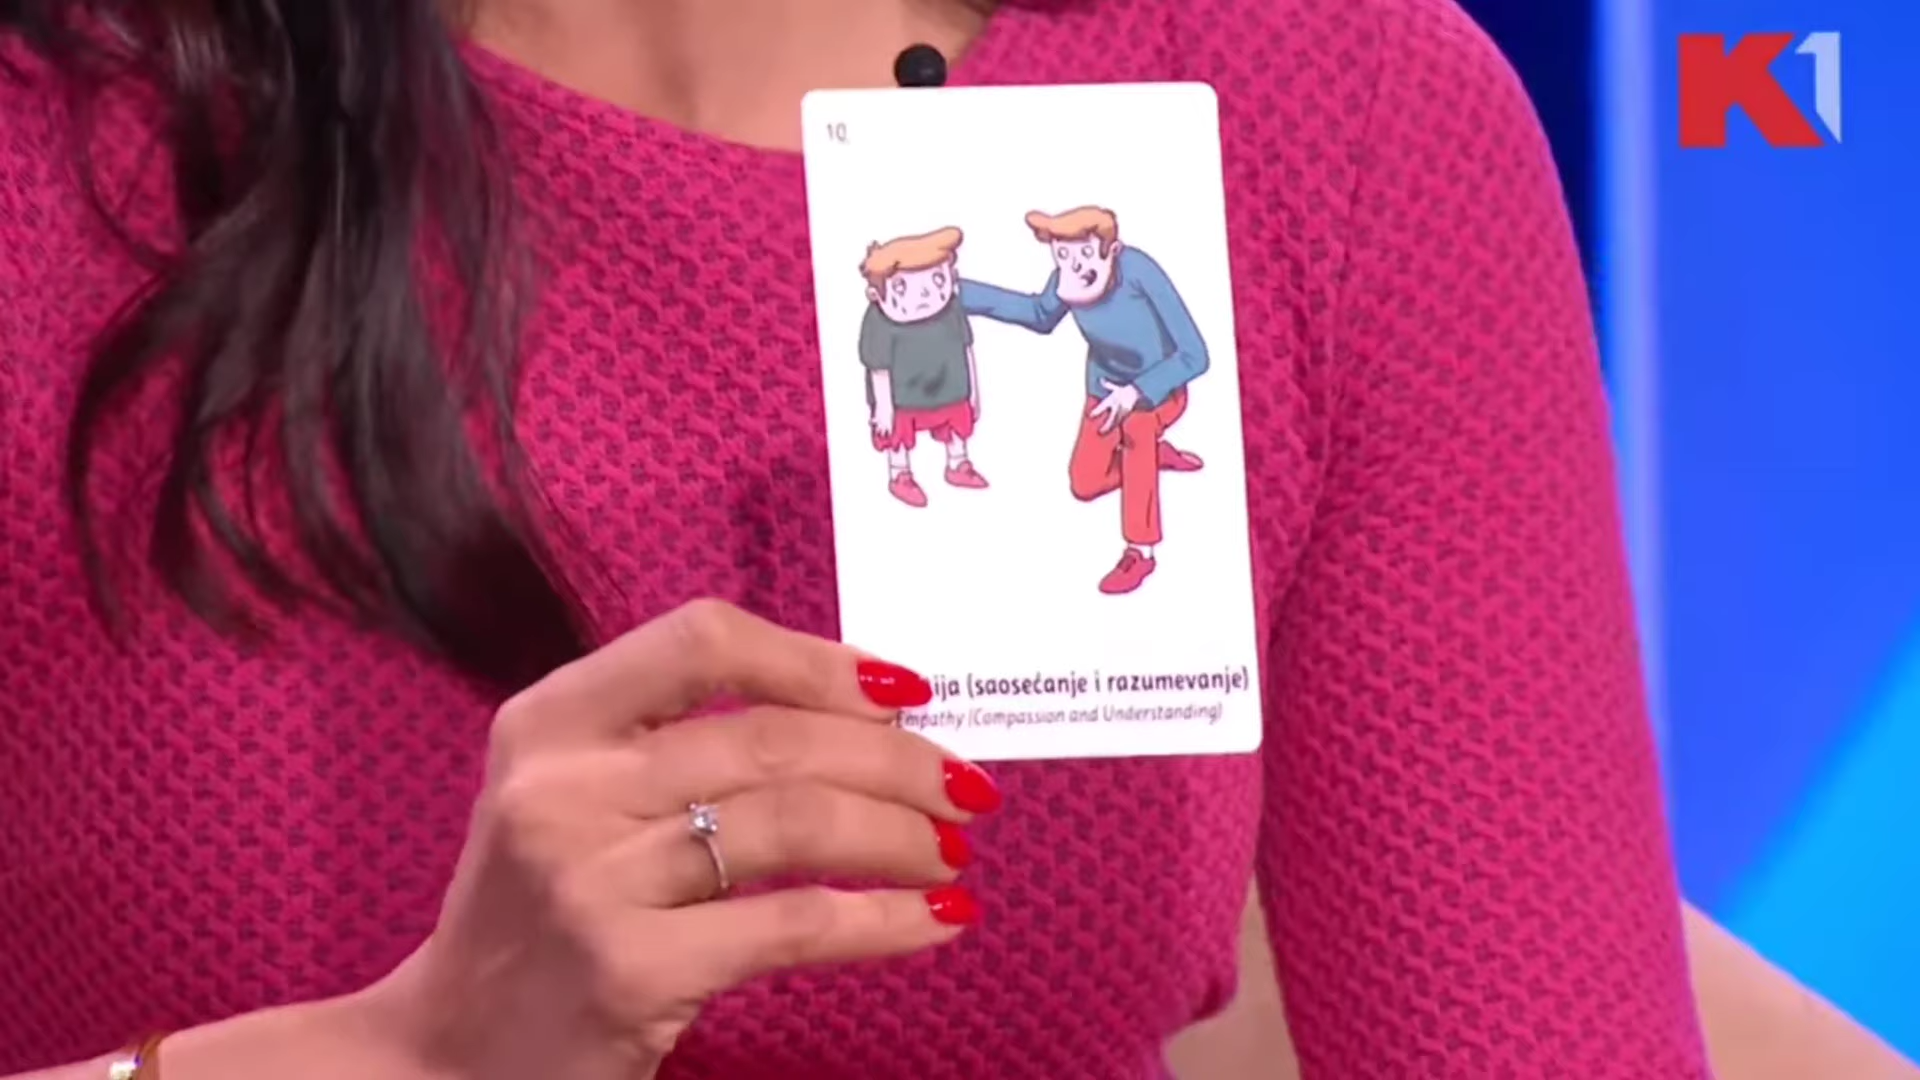 K1
10
ija (saosećanje i razumevanje)
Empathy (Compassion and Understanding)